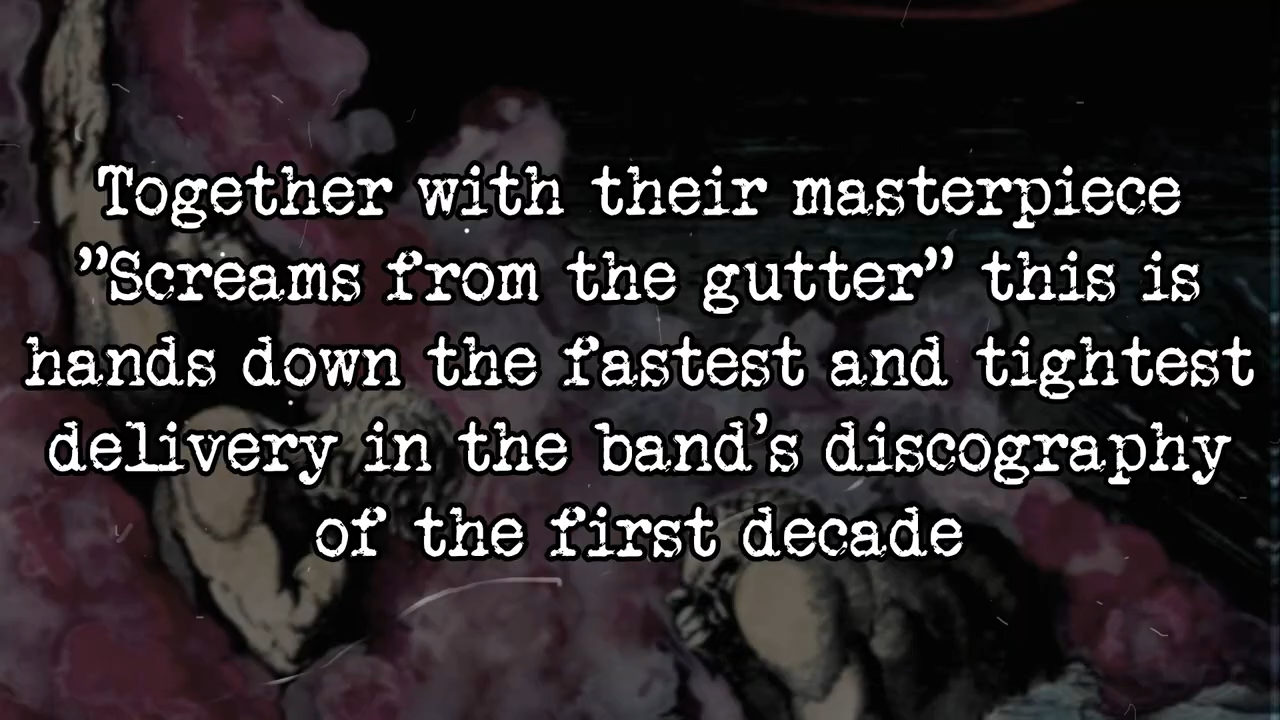 Together with their masterpiece
”Screams from the gutter” this is
hands down the fastest and tightest
delivery in the band’s discography
of the first decade